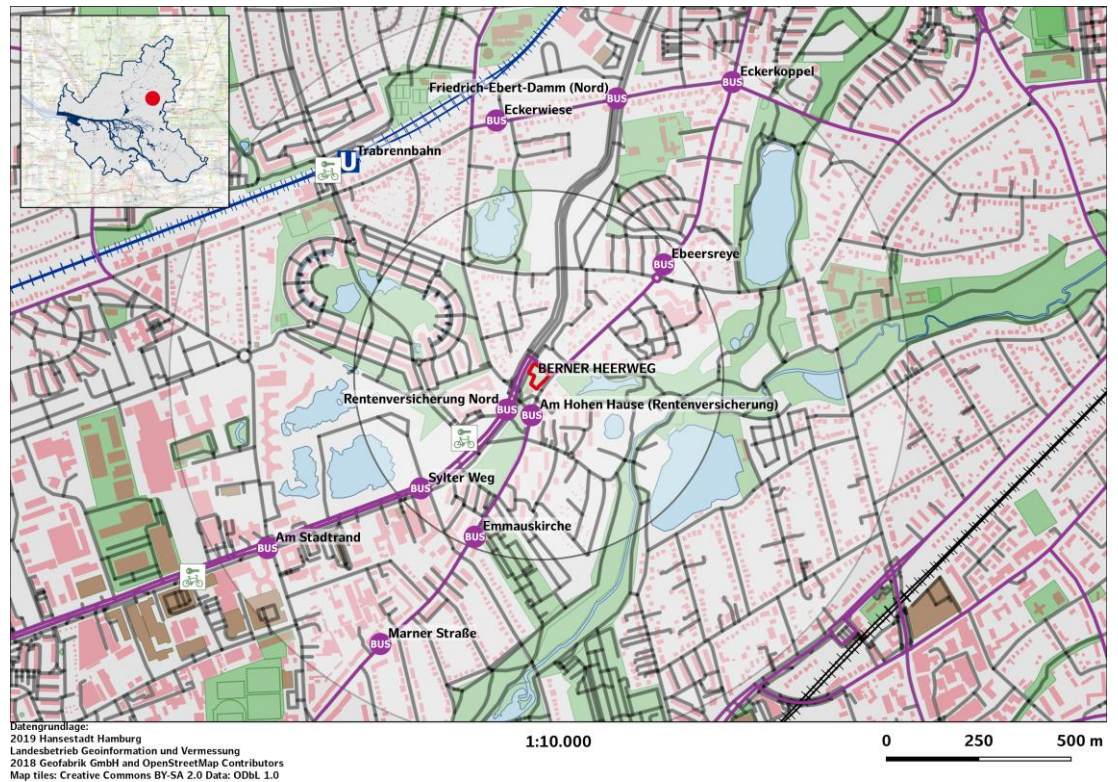 Eckerkoppel
BUS
Friedrich-Ebert-Damm (Nord)
BUS
Eckerwiese
BUS
Trabrennbahn
U
Ebeersreye
BUS
BERNER HEERWEG
Rentenversicherung Nord
BUS
Am Hohen Hause (Rentenversicherung)
BUS
Sylter Weg
BUS
Emmauskirche
BUS
Am Stadtrand
BUS
Marner Straße
BUS
Datengrundlage:
2019 Hansestadt Hamburg
Landesbetrieb Geoinformation und Vermessung
2018 Geofabrik GmbH and OpenStreetMap Contributors
Map tiles: Creative Commons BY-SA 2.0 Data: ODbL 1.0
1:10.000
0 250 500 m